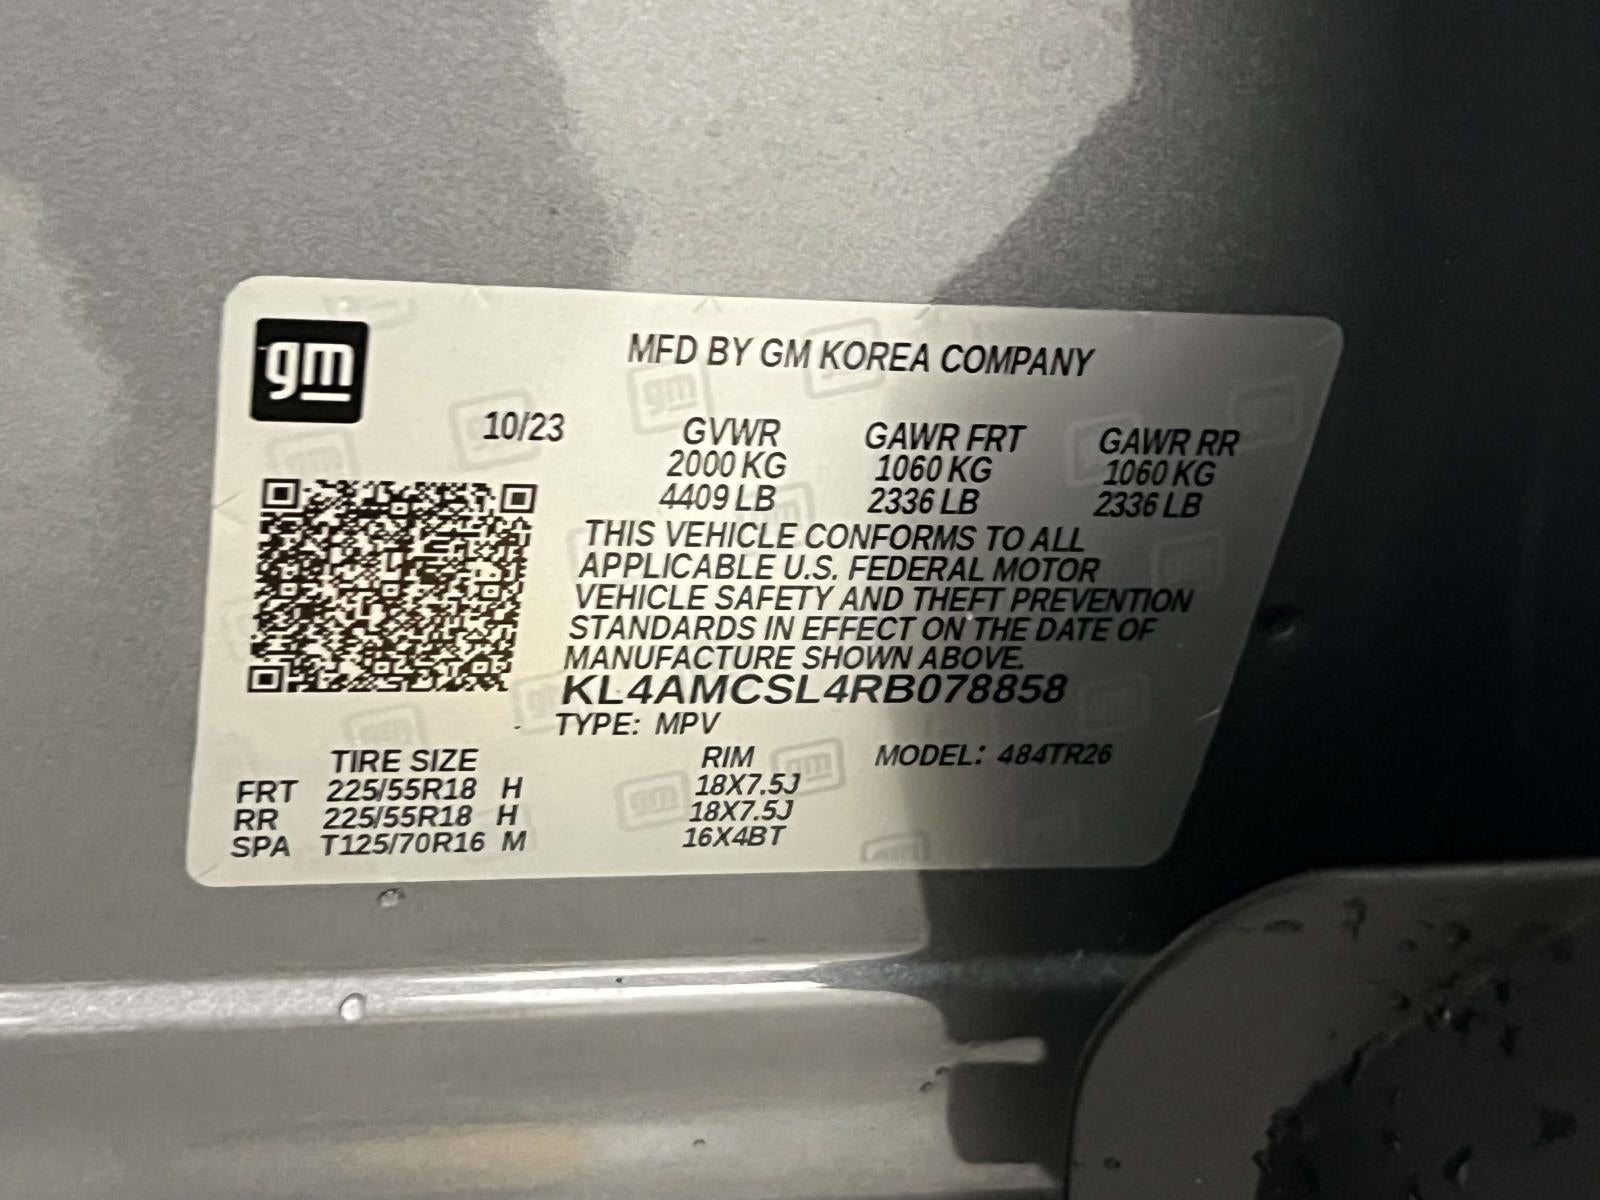 gm
MFD BY GM KOREA COMPANY
10/23 GVWR GAWR FRT GAWR RR
2000 KG 1060 KG 1060 KG
4409 LB 2336 LB 2336 LB
THIS VEHICLE CONFORMS TO ALL
APPLICABLE U.S. FEDERAL MOTOR
VEHICLE SAFETY AND THEFT PREVENTION
STANDARDS IN EFFECT ON THE DATE OF
MANUFACTURE SHOWN ABOVE.
KL4AMCSL4RB078858
TYPE: MPV
TIRE SIZE RIM MODEL: 484TR26
FRT 225/55R18 H 18X7.5J
RR 225/55R18 H 18X7.5J
SPA T125/70R16 M 16X4BT